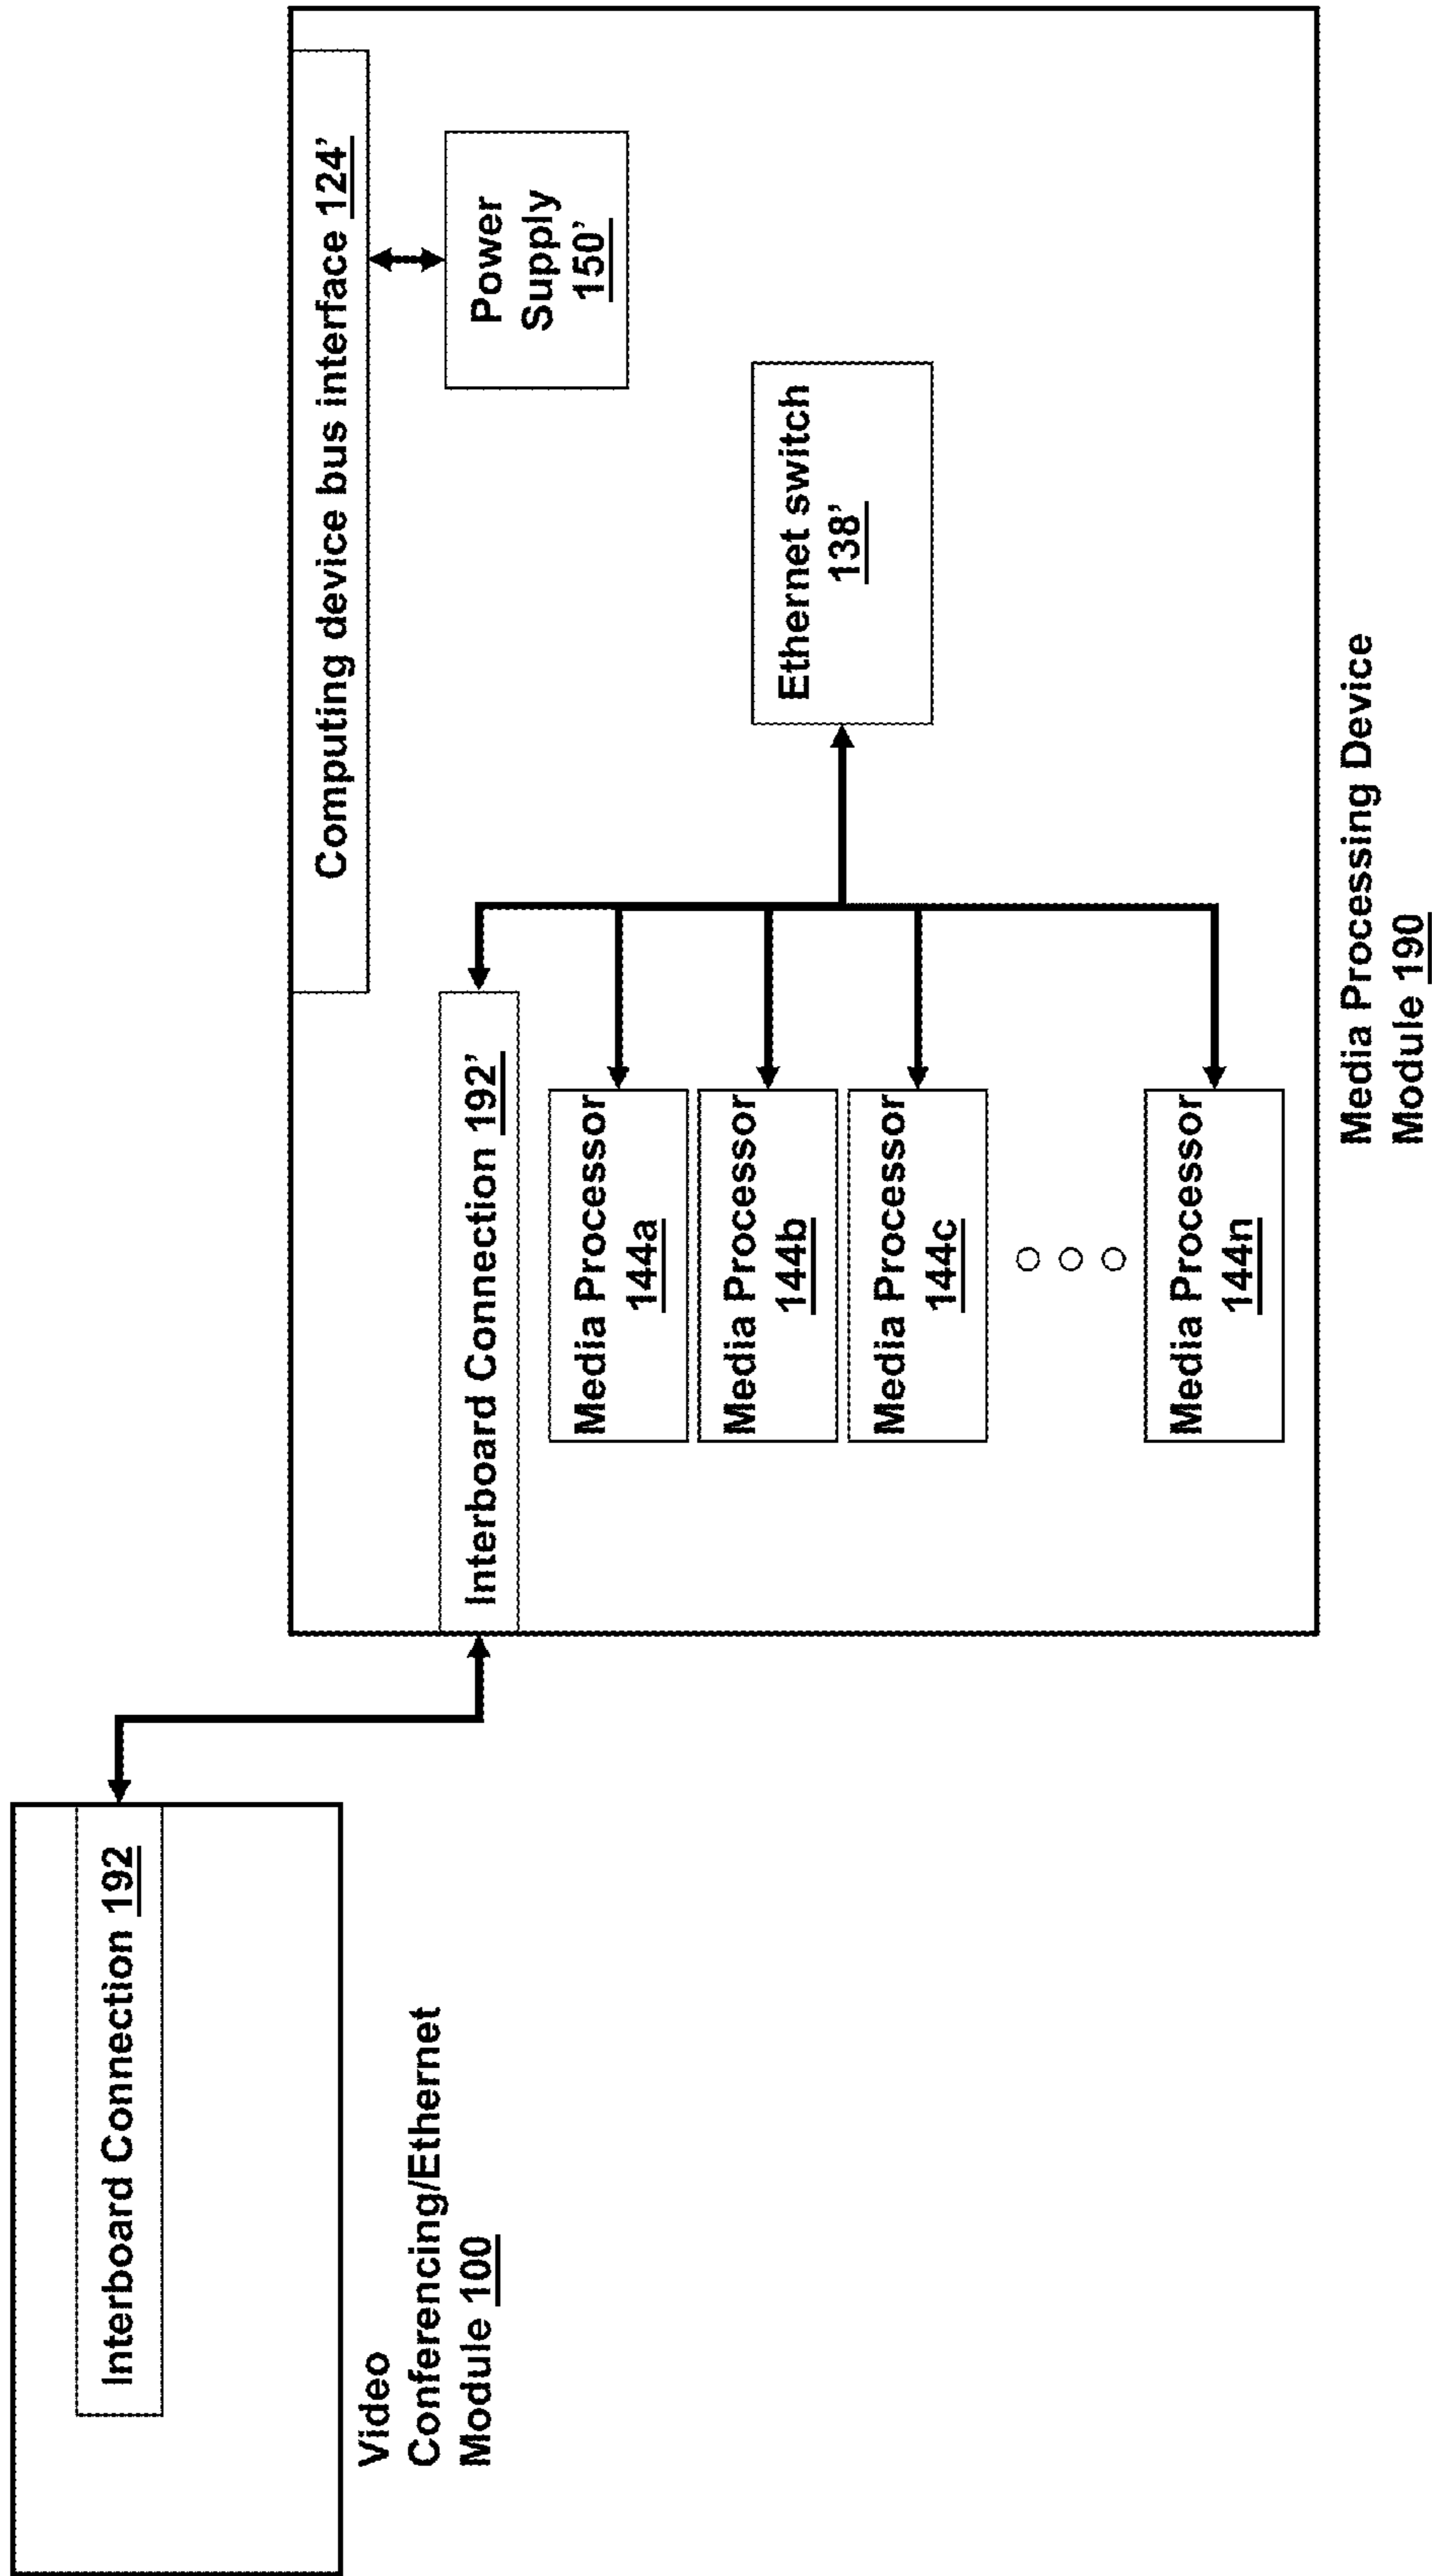 Interboard Connection 192
Video
Conferencing/Ethernet
Module 100
Computing device bus interface 124’
Interboard Connection 192’
Power
Supply
150’
Media Processor
144a
Media Processor
144b
Media Processor
144c
Media Processor
144n
Ethernet switch
138’
Media Processing Device
Module 190